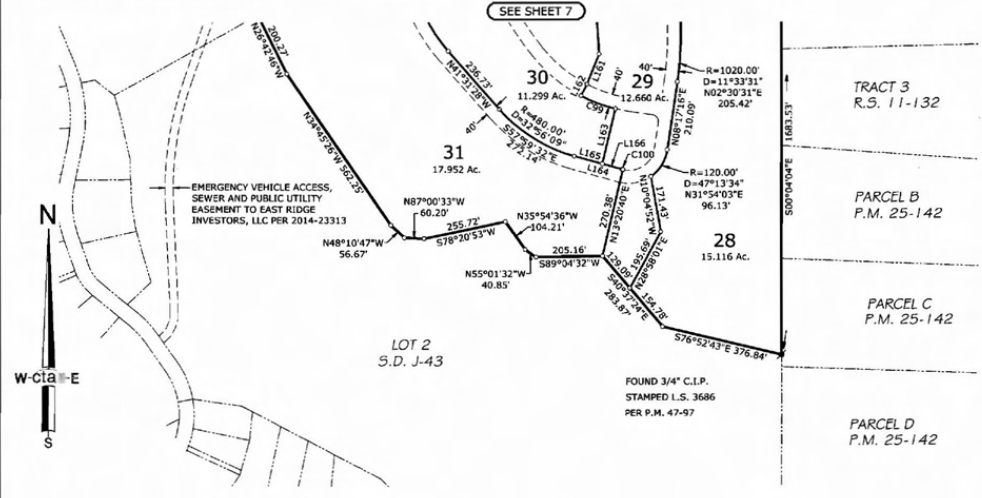 SEE SHEET 7
200.27'
N26°42'46"W
236.73'
N41°31'28"W
40'
30
11.299 Ac.
L161
L162
40'
40'
29
12.660 Ac.
C99
L163
R=1020.00'
D=11°33'31"
N02°30'31"E
205.42'
N08°17'16"E
210.09'
1683.53'
S00°04'04"E
TRACT 3
R.S. 11-132
R=480.00'
D=32°56'09"
S57°59'32"E
272.14'
L165
L164
L166
C100
N34°45'26"W 562.25'
31
17.952 Ac.
R=120.00'
D=47°13'34"
N31°54'03"E
96.13'
EMERGENCY VEHICLE ACCESS,
SEWER AND PUBLIC UTILITY
EASEMENT TO EAST RIDGE
INVESTORS, LLC PER 2014-23313
PARCEL B
P.M. 25-142
N
N87°00'33"W
60.20'
255.72'
S78°20'53"W
N35°54'36"W
104.21'
270.38'
N13°20'40"E
171.43'
195.69'
N28°58'01"E
28
15.116 Ac.
N48°10'47"W
56.67'
205.16'
S89°04'32"W
N55°01'32"W
40.85'
129.09'
S40°37'24"E
283.87'
154.78'
PARCEL C
P.M. 25-142
S76°52'43"E 376.84'
LOT 2
S.D. J-43
W
E
S
FOUND 3/4" C.I.P.
STAMPED L.S. 3686
PER P.M. 47-97
PARCEL D
P.M. 25-142